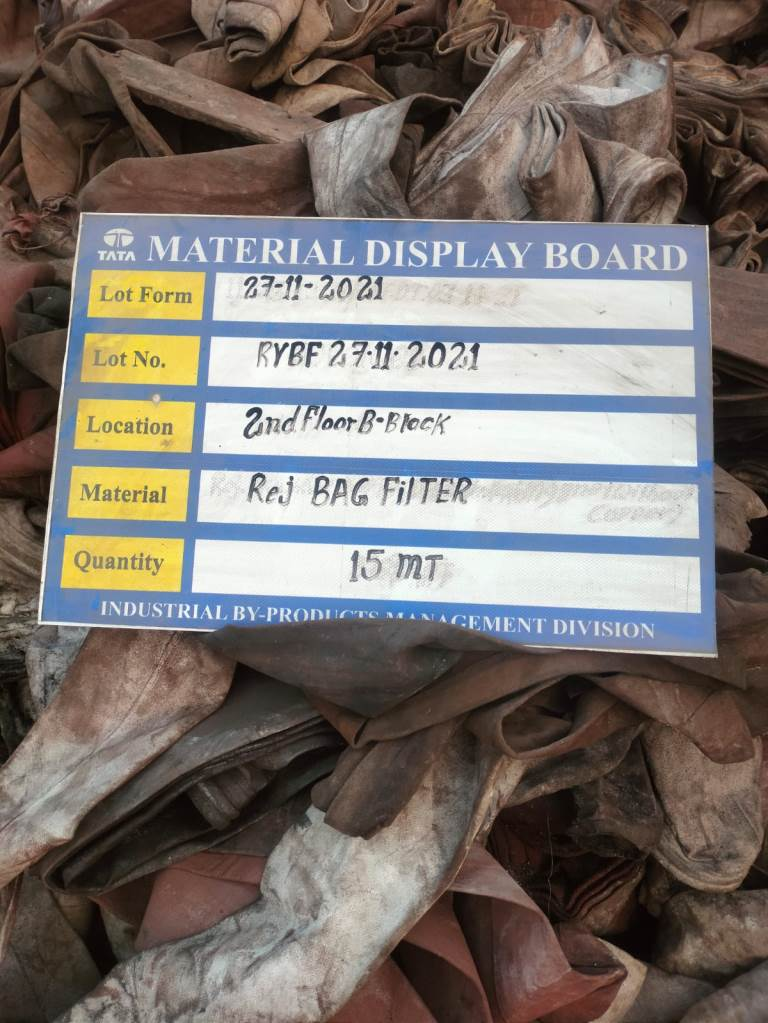 TATA
MATERIAL DISPLAY BOARD
Lot Form 27-11-2021
Lot No. RYBF 27.11.2021
Location 2nd Floor B-Block
Material Rej BAG FiLTER
Quantity 15 MT
INDUSTRIAL BY-PRODUCTS MANAGEMENT DIVISION